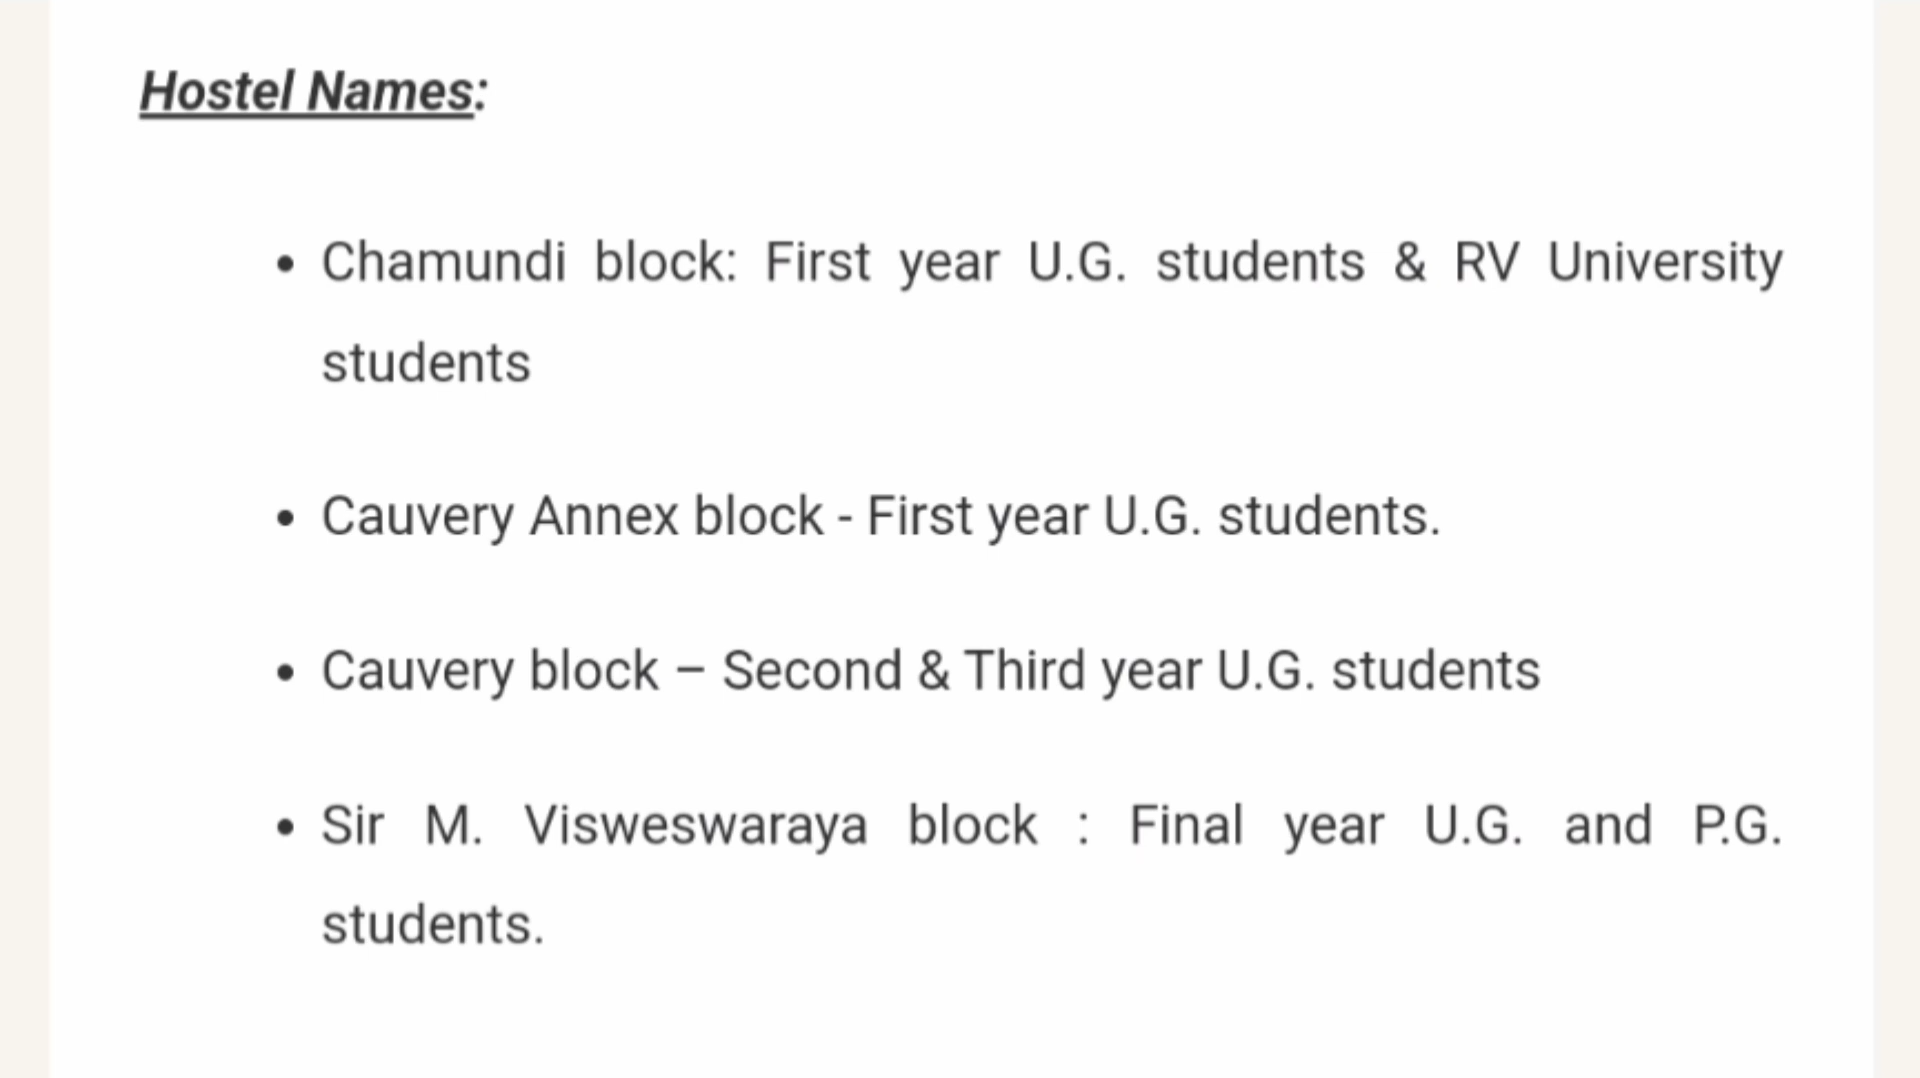 Hostel Names:
• Chamundi block: First year U.G. students & RV University
students
• Cauvery Annex block - First year U.G. students.
• Cauvery block – Second & Third year U.G. students
• Sir M. Visweswaraya block : Final year U.G. and P.G.
students.